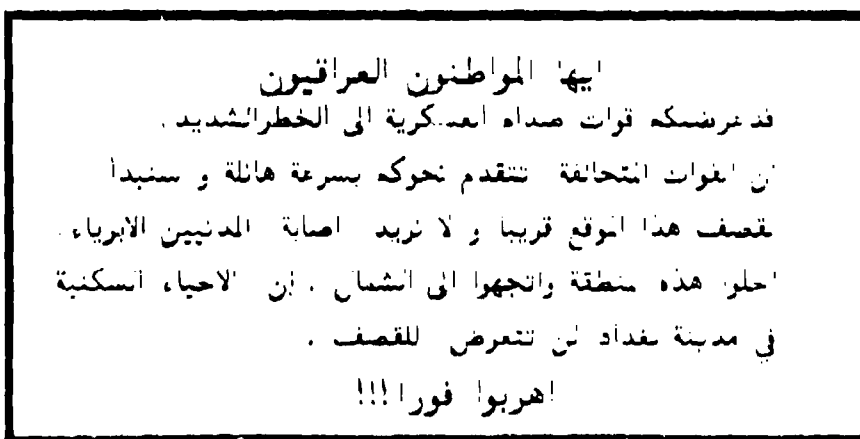 ايها المواطنون العراقيون
قد عرضتكم قوات صدام العسكرية الى الخطر الشديد .
ان القوات المتحالفة تتقدم نحوكم بسرعة هائلة و سنبدأ
بقصف هذا الموقع قريبا و لا نريد اصابة المدنيين الابرياء .
اخلوا هذه منطقة واتجهوا الى الشمال . ان الاحياء السكنية
في مدينة بغداد لن تتعرض للقصف .
اهربوا فورا !!!